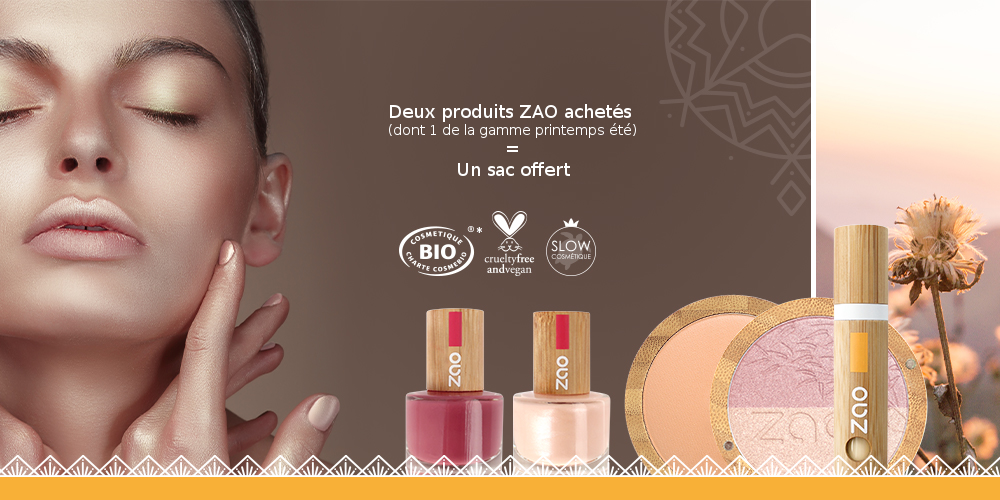 Deux produits ZAO achetés
(dont 1 de la gamme printemps été)
=
Un sac offert
COSMETIQUE
BIO
CHARTE COSMEBIO
®*
crueltyfree
andvegan
SLOW
COSMÉTIQUE
zao
zao
zao
zao